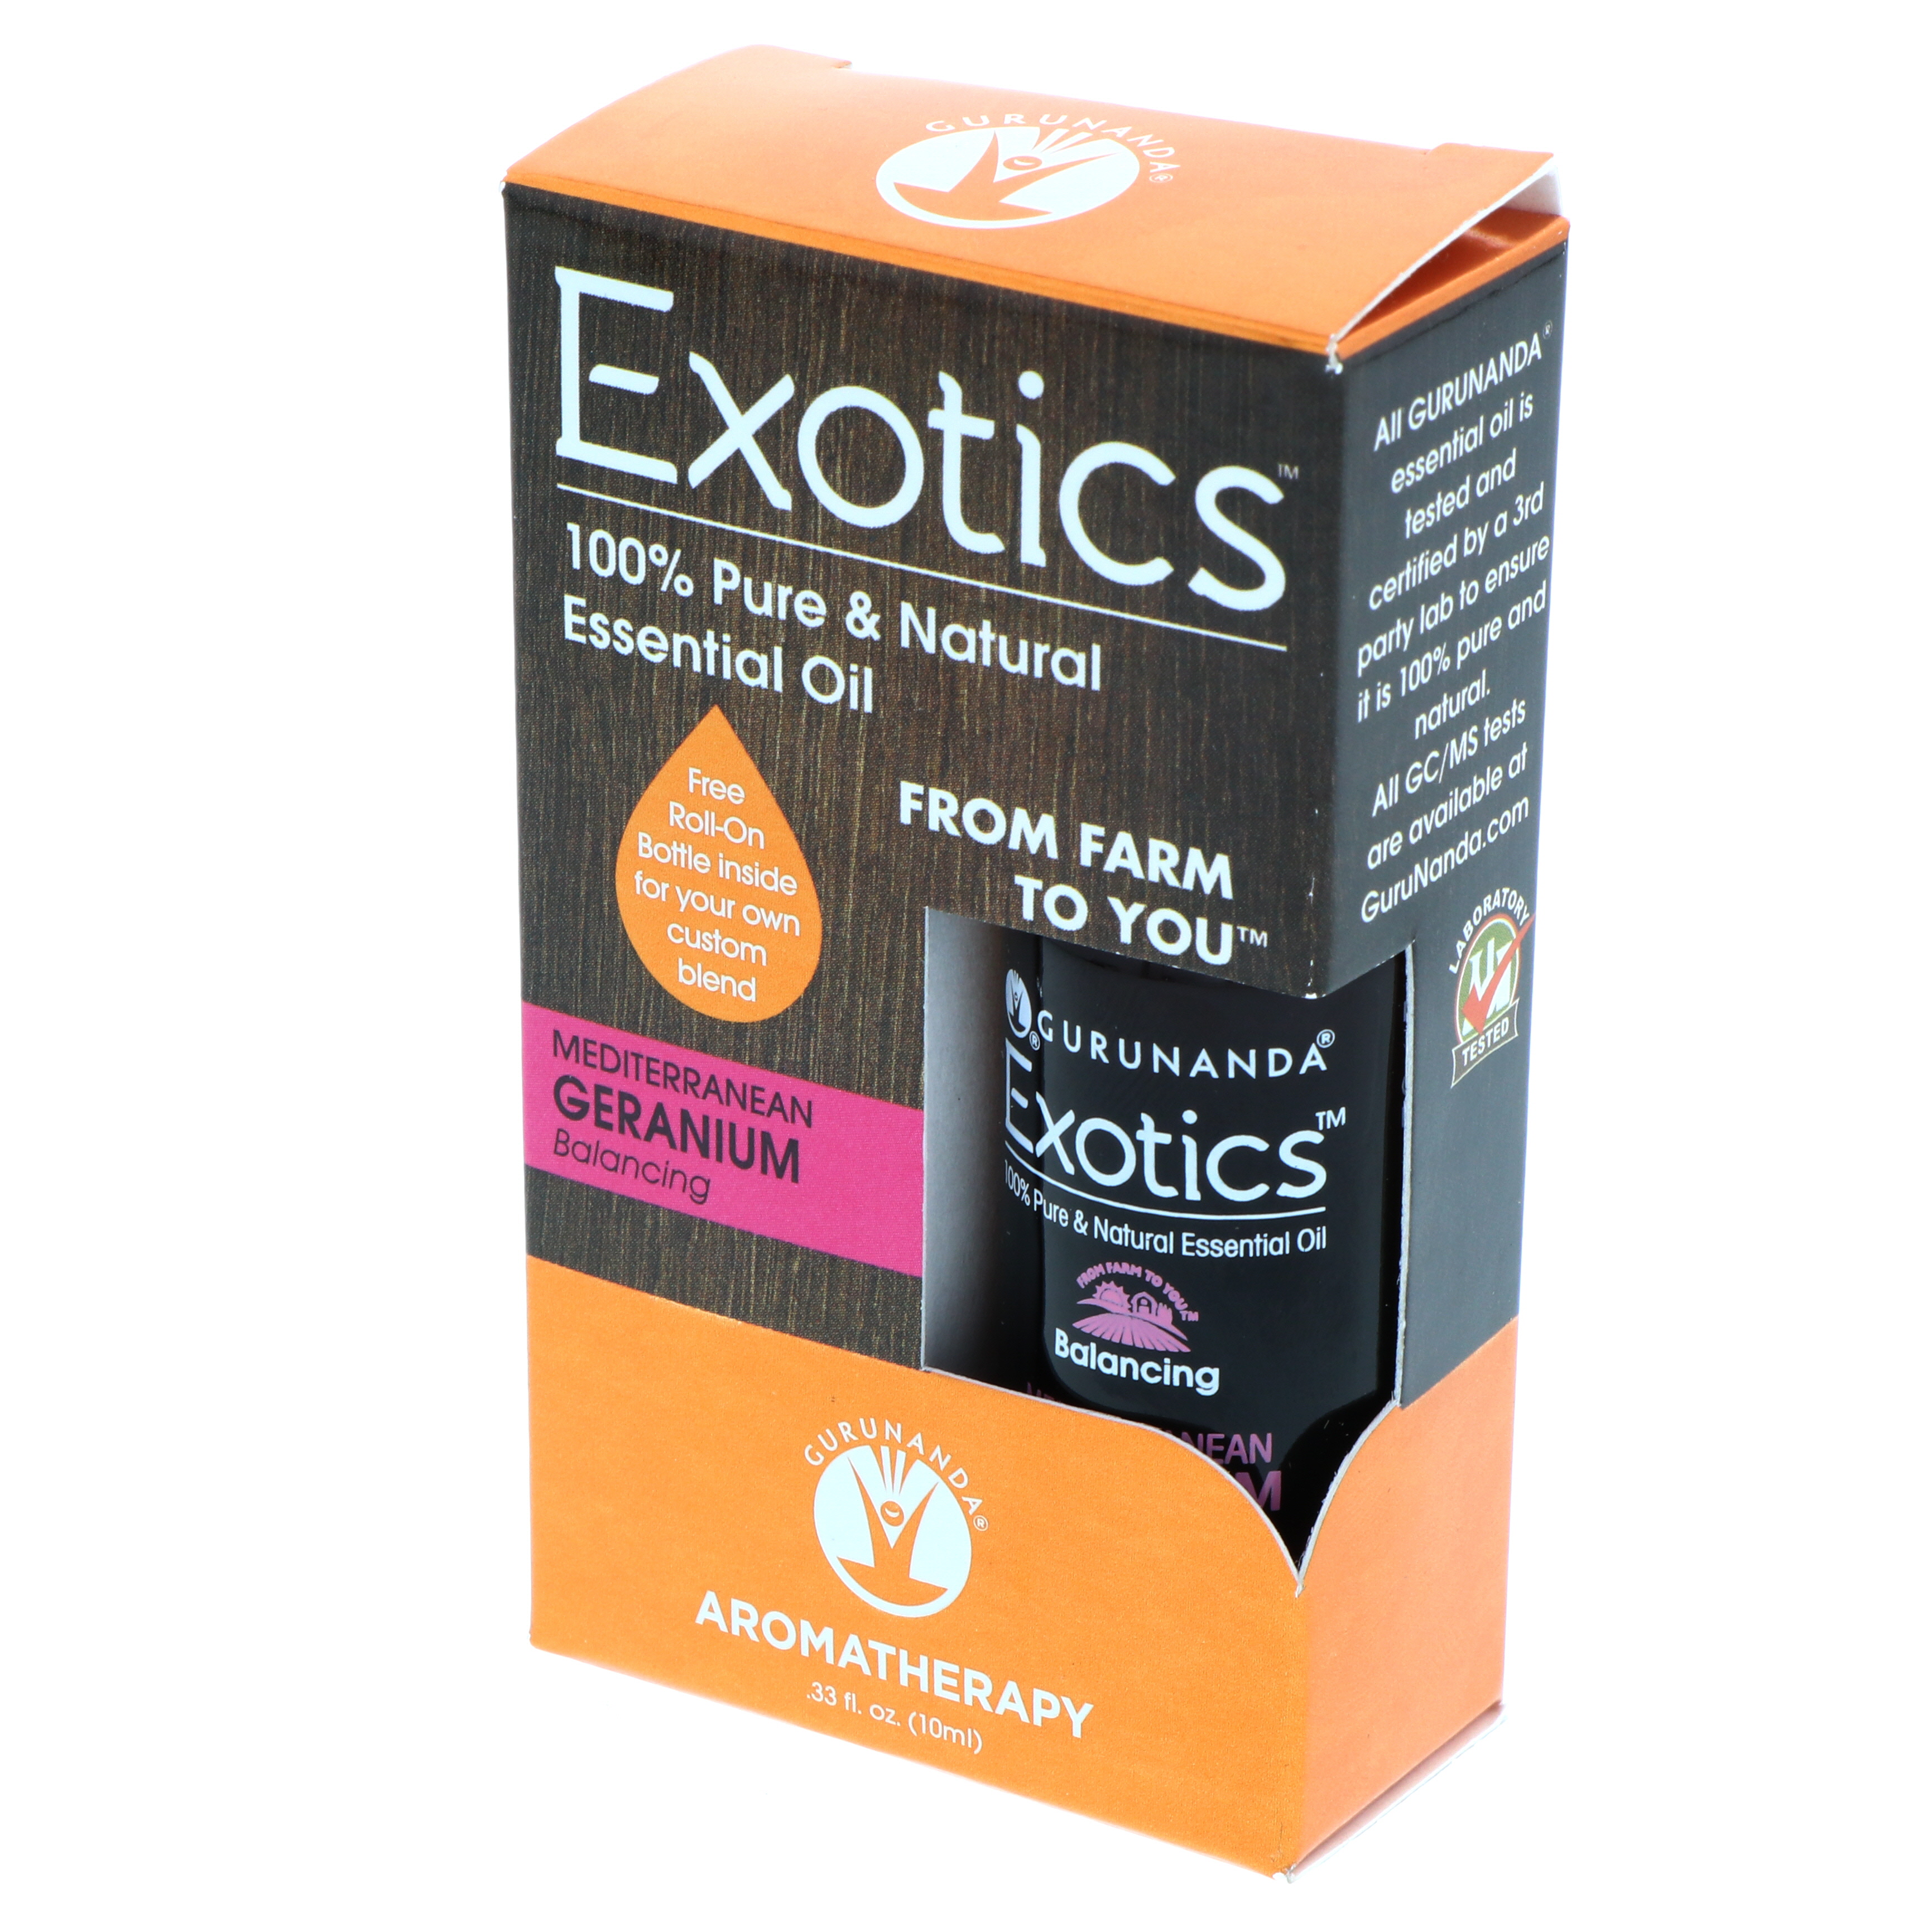 GURUNANDA®
Exotics™
100% Pure & Natural
Essential Oil
Free
Roll-On
Bottle inside
for your own
custom
blend
FROM FARM
TO YOU™
MEDITERRANEAN
GERANIUM
Balancing
GURUNANDA®
Exotics™
100% Pure & Natural Essential Oil
FROM FARM TO YOU™
Balancing
GURUNANDA®
AROMATHERAPY
.33 fl. oz. (10ml)
All GURUNANDA®
essential oil is
tested and
certified by a 3rd
party lab to ensure
it is 100% pure and
natural.
All GC/MS tests
are available at
GuruNanda.com
LABORATORY
TESTED